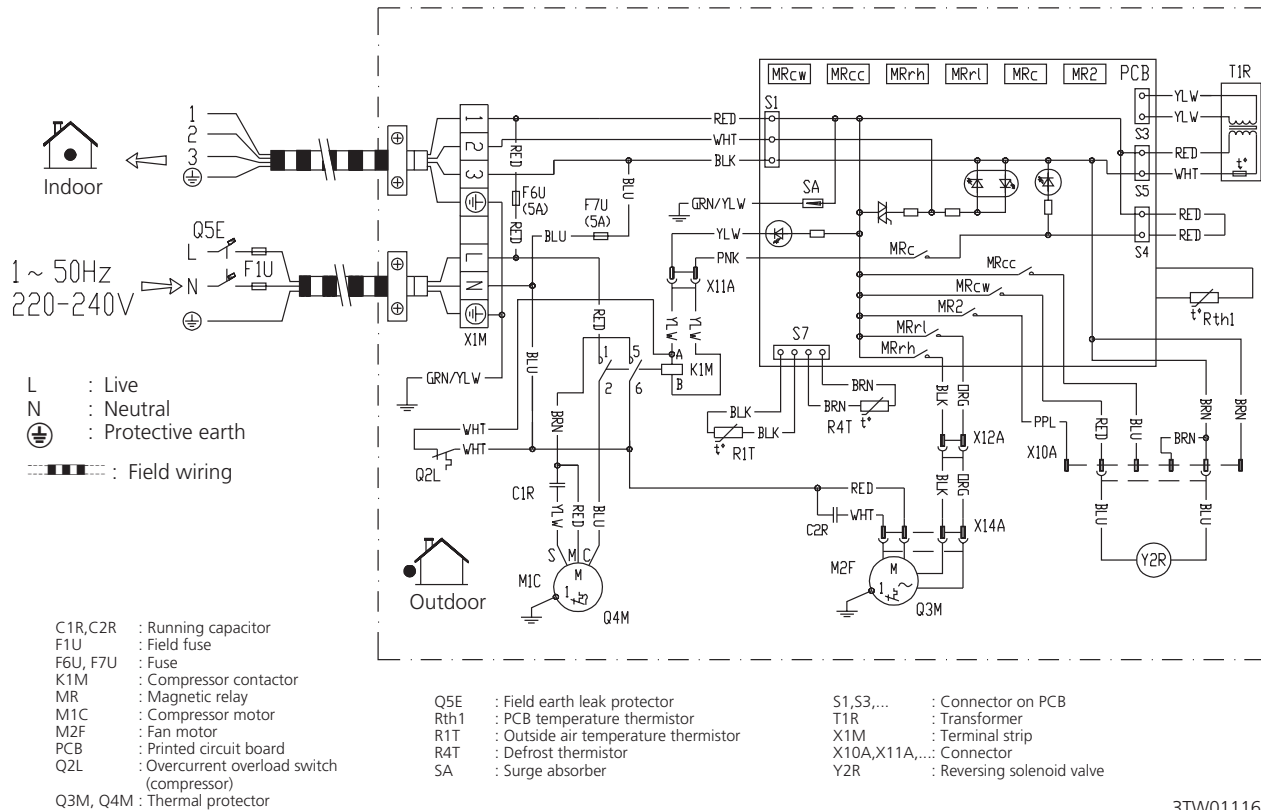 MRcw MRcc MRrh MRrl MRc MR2 PCB T1R
S1
YLW
YLW
S3
RED
WHT
S5
t°
RED
RED
S4
1
2
3
Indoor
1
2
3
RED
WHT
BLK
RED
F6U
(5A)
RED
BLU
F7U
(5A)
BLU
GRN/YLW
SA
YLW
PNK
X11A
Q5E
L
F1U
N
1 ~ 50Hz
220-240V
L
N
X1M
MRc
MRcc
MRcw
MR2
MRrl
MRrh
t° Rth1
RED
YLW
YLW
S7
1
5
A
B
K1M
2
6
BLU
GRN/YLW
BRN
BRN
R4T t°
BLK
BLK
t° R1T
BLK
ORG
X12A
PPL
X10A
RED
BLU
BRN
BRN
BRN
L : Live
N : Neutral
: Protective earth
: Field wiring
WHT
WHT
Q2L
BRN
C1R
YLW
RED
BLU
S M C
M
1
M1C
Q4M
RED
C2R
WHT
BLK
ORG
X14A
M2F
M
1
Q3M
BLU
Y2R
BLU
Outdoor
C1R,C2R : Running capacitor
F1U : Field fuse
F6U, F7U : Fuse
K1M : Compressor contactor
MR : Magnetic relay
M1C : Compressor motor
M2F : Fan motor
PCB : Printed circuit board
Q2L : Overcurrent overload switch
(compressor)
Q3M, Q4M : Thermal protector
Q5E : Field earth leak protector
Rth1 : PCB temperature thermistor
R1T : Outside air temperature thermistor
R4T : Defrost thermistor
SA : Surge absorber
S1,S3,... : Connector on PCB
T1R : Transformer
X1M : Terminal strip
X10A,X11A,...: Connector
Y2R : Reversing solenoid valve
3TW01116